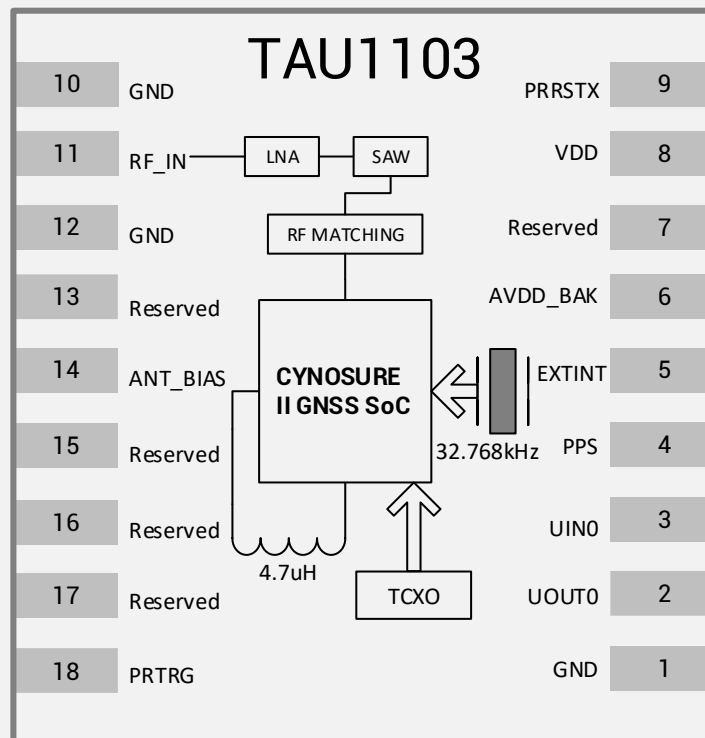 TAU1103
10 GND
PRRSTX 9
11 RF_IN
LNA
SAW
VDD 8
12 GND
RF MATCHING
Reserved 7
13 Reserved
AVDD_BAK 6
14 ANT_BIAS
CYNOSURE
II GNSS SoC
EXTINT 5
32.768kHz
15 Reserved
PPS 4
16 Reserved
UIN0 3
4.7uH
17 Reserved
TCXO
UOUT0 2
18 PRTRG
GND 1